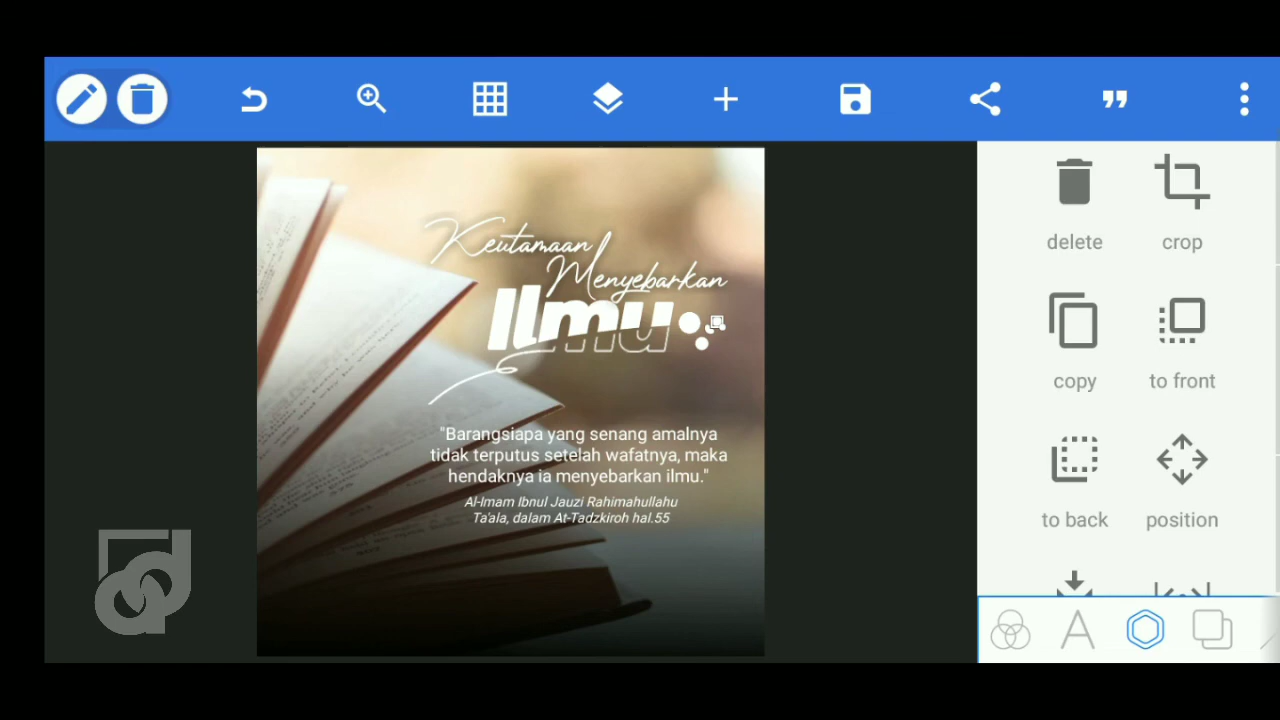 Keutamaan
Menyebarkan
Ilmu
"Barangsiapa yang senang amalnya
tidak terputus setelah wafatnya, maka
hendaknya ia menyebarkan ilmu."
Al-Imam Ibnul Jauzi Rahimahullahu
Ta'ala, dalam At-Tadzkiroh hal.55
delete
crop
copy
to front
to back
position